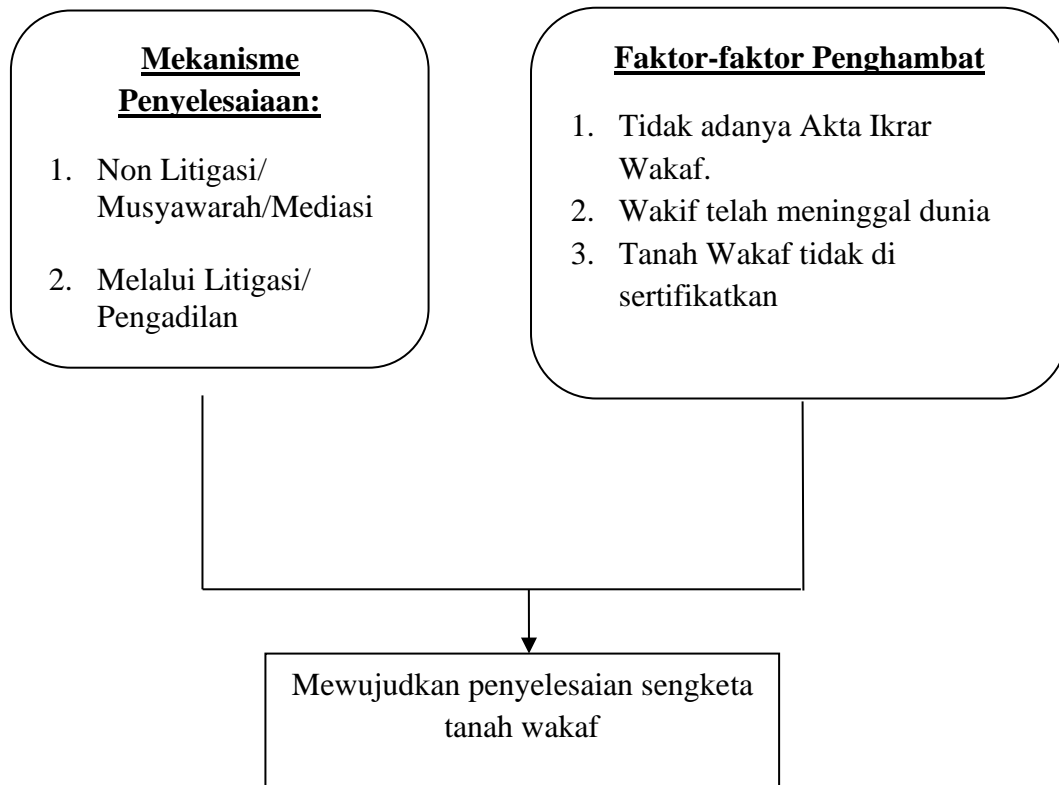 Mekanisme
Penyelesaiaan:
1. Non Litigasi/
Musyawarah/Mediasi
2. Melalui Litigasi/
Pengadilan
Faktor-faktor Penghambat
1. Tidak adanya Akta Ikrar
Wakaf.
2. Wakif telah meninggal dunia
3. Tanah Wakaf tidak di
sertifikatkan
Mewujudkan penyelesaian sengketa
tanah wakaf